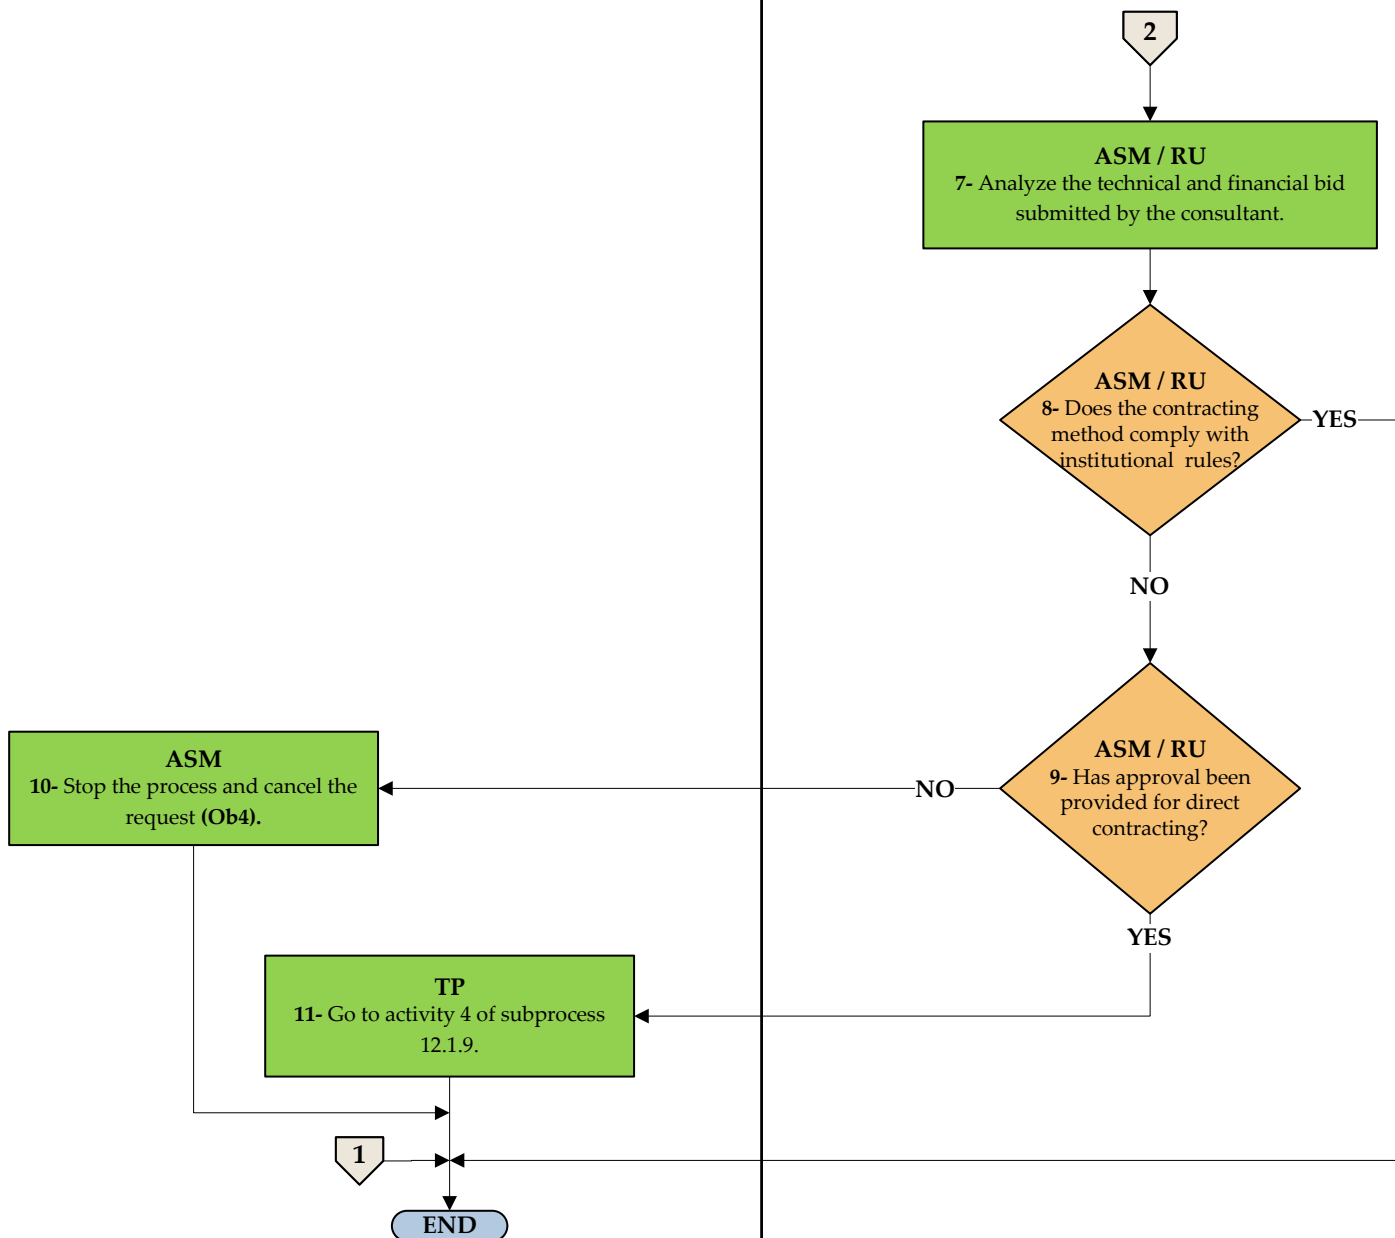 2
ASM / RU
7- Analyze the technical and financial bid
submitted by the consultant.
ASM / RU
8- Does the contracting
method comply with
institutional rules?
YES
NO
ASM / RU
9- Has approval been
provided for direct
contracting?
NO
ASM
10- Stop the process and cancel the
request (Ob4).
YES
TP
11- Go to activity 4 of subprocess
12.1.9.
1
END